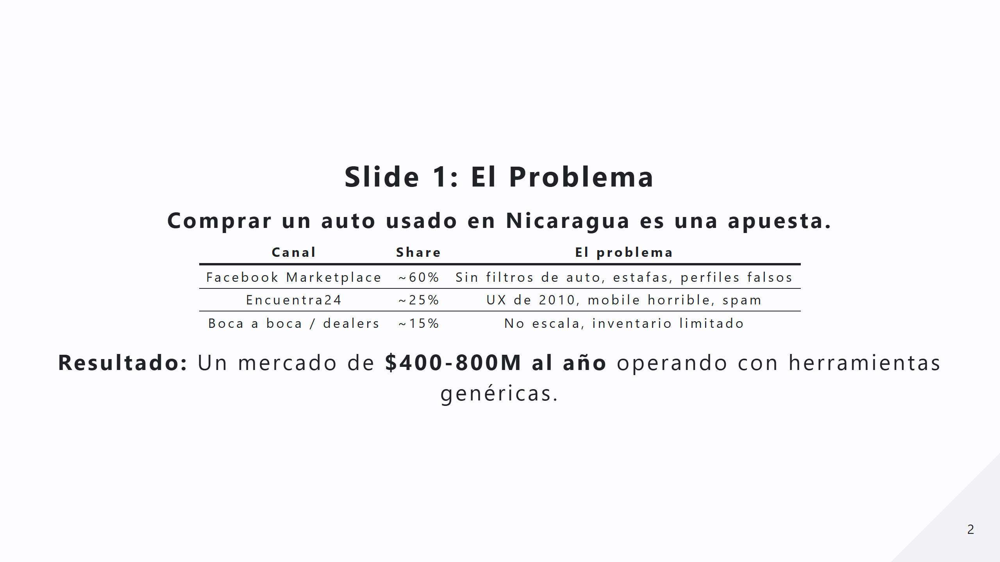 Slide 1: El Problema
Comprar un auto usado en Nicaragua es una apuesta.
Canal Share El problema
Facebook Marketplace ~60% Sin filtros de auto, estafas, perfiles falsos
Encuentra24 ~25% UX de 2010, mobile horrible, spam
Boca a boca / dealers ~15% No escala, inventario limitado
Resultado: Un mercado de $400-800M al año operando con herramientas
genéricas.
2